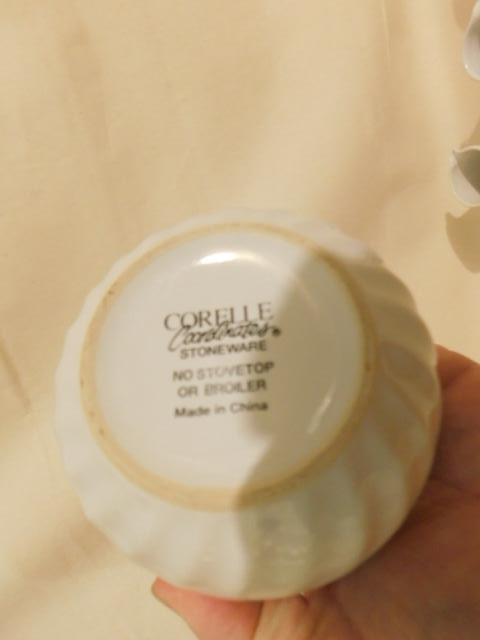 CORELLE
Coordinates®
STONEWARE
NO STOVETOP
OR BROILER
Made in China